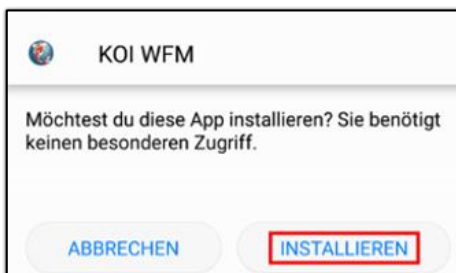 KOI WFM
Möchtest du diese App installieren? Sie benötigt
keinen besonderen Zugriff.
ABBRECHEN
INSTALLIEREN